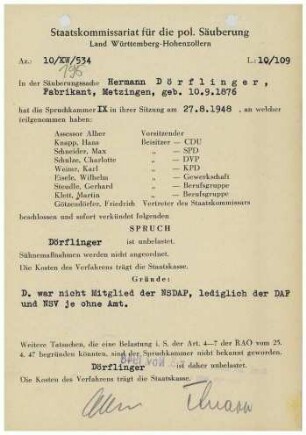 Staatskommissariat für die pol. Säuberung
Land Württemberg-Hohenzollern
Az.: 10/XW/534
L: 10/109
In der Säuberungssache Hermann D ö r f l i n g e r ,
Fabrikant, Metzingen, geb. 10.9.1876
hat die Spruchkammer IX in ihrer Sitzung am 27.8.1948, an welcher
teilgenommen haben:
Assessor Alber Vorsitzender
Knapp, Hans Beisitzer — CDU
Schneider, Max „ — SPD
Schulze, Charlotte „ — DVP
Weimer, Karl „ — KPD
Eisele, Wilhelm „ — Gewerkschaft
Steudle, Gerhard „ — Berufsgruppe
Klett, Martin „ — Berufsgruppe
Götzendörfer, Friedrich Vertreter des Staatskommissars
beschlossen und sofort verkündet folgenden
SPRUCH
Dörflinger ist unbelastet.
Sühnemaßnahmen werden nicht angeordnet.
Die Kosten des Verfahrens trägt die Staatskasse.
Gründe:
D. war nicht Mitglied der NSDAP, lediglich der DAF
und NSV je ohne Amt.
Weitere Tatsachen, die eine Belastung i. S. der Art. 4—7 der RAO vom 25.
4. 47 begründen könnten, sind der Spruchkammer nicht bekannt geworden.
Dörflinger ist daher unbelastet.
Die Kosten des Verfahrens trägt die Staatskasse.